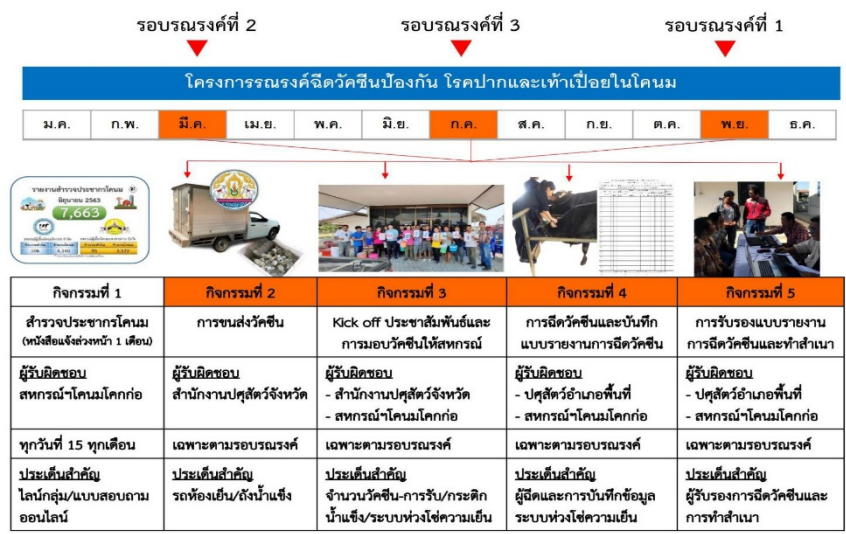 รอบรณรงค์ที่ 2 รอบรณรงค์ที่ 3 รอบรณรงค์ที่ 1
โครงการรณรงค์ฉีดวัคซีนป้องกัน โรคปากและเท้าเปื่อยในโคนม
ม.ค. ก.พ. มี.ค. เม.ย. พ.ค. มิ.ย. ก.ค. ส.ค. ก.ย. ต.ค. พ.ย. ธ.ค.
รายงานสำรวจประชากรโคนม
มิถุนายน 2563
7,663
กิจกรรมที่ 1 กิจกรรมที่ 2 กิจกรรมที่ 3 กิจกรรมที่ 4 กิจกรรมที่ 5
สำรวจประชากรโคนม
(หนังสือแจ้งล่วงหน้า 1 เดือน)
การขนส่งวัคซีน
Kick off ประชาสัมพันธ์และ
การมอบวัคซีนให้สหกรณ์
การฉีดวัคซีนและบันทึก
แบบรายงานการฉีดวัคซีน
การรับรองแบบรายงาน
การฉีดวัคซีนและทำสำเนา
ผู้รับผิดชอบ
สหกรณ์ฯโคนมโคกก่อ
ผู้รับผิดชอบ
สำนักงานปศุสัตว์จังหวัด
ผู้รับผิดชอบ
- สำนักงานปศุสัตว์จังหวัด
- สหกรณ์ฯโคนมโคกก่อ
ผู้รับผิดชอบ
- ปศุสัตว์อำเภอพื้นที่
- สหกรณ์ฯโคนมโคกก่อ
ผู้รับผิดชอบ
- ปศุสัตว์อำเภอพื้นที่
- สหกรณ์ฯโคนมโคกก่อ
ทุกวันที่ 15 ทุกเดือน เฉพาะตามรอบรณรงค์ เฉพาะตามรอบรณรงค์ เฉพาะตามรอบรณรงค์ เฉพาะตามรอบรณรงค์
ประเด็นสำคัญ
ไลน์กลุ่ม/แบบสอบถาม
ออนไลน์
ประเด็นสำคัญ
รถห้องเย็น/ถังน้ำแข็ง
ประเด็นสำคัญ
จำนวนวัคซีน-การรับ/กระติก
น้ำแข็ง/ระบบห่วงโซ่ความเย็น
ประเด็นสำคัญ
ผู้ฉีดและการบันทึกข้อมูล
ระบบห่วงโซ่ความเย็น
ประเด็นสำคัญ
ผู้รับรองการฉีดวัคซีนและ
การทำสำเนา